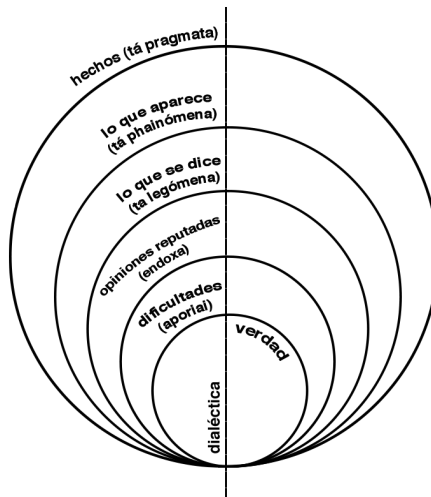 hechos (tá pragmata)
lo que aparece
(tá phainómena)
lo que se dice
(ta legómena)
opiniones reputadas
(endoxa)
dificultades
(aporiai)
verdad
dialéctica